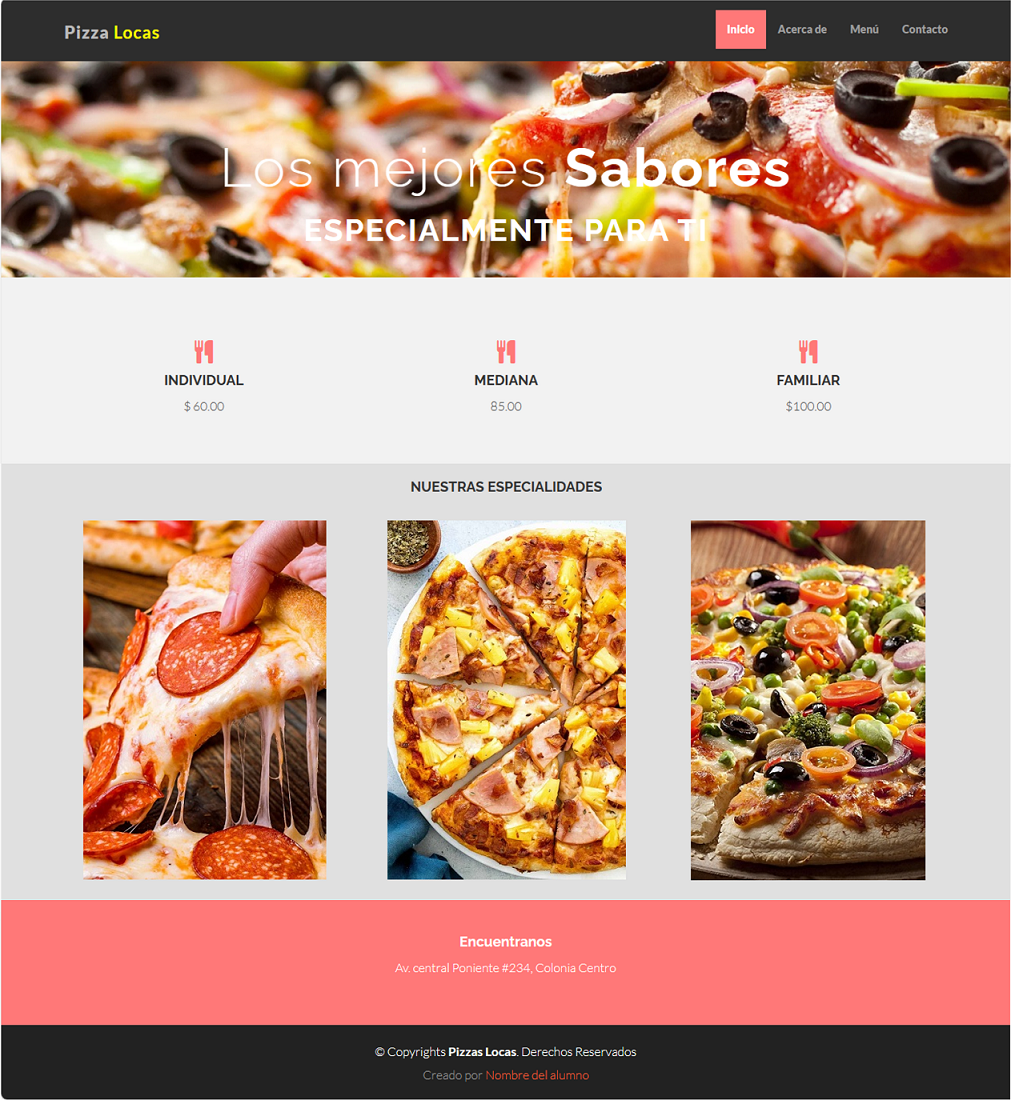 Pizza Locas
Inicio
Acerca de
Menú
Contacto
Los mejores Sabores
ESPECIALMENTE PARA TI
INDIVIDUAL
$ 60.00
MEDIANA
85.00
FAMILIAR
$100.00
NUESTRAS ESPECIALIDADES
Encuentranos
Av. central Poniente #234, Colonia Centro
© Copyrights Pizzas Locas. Derechos Reservados
Creado por Nombre del alumno